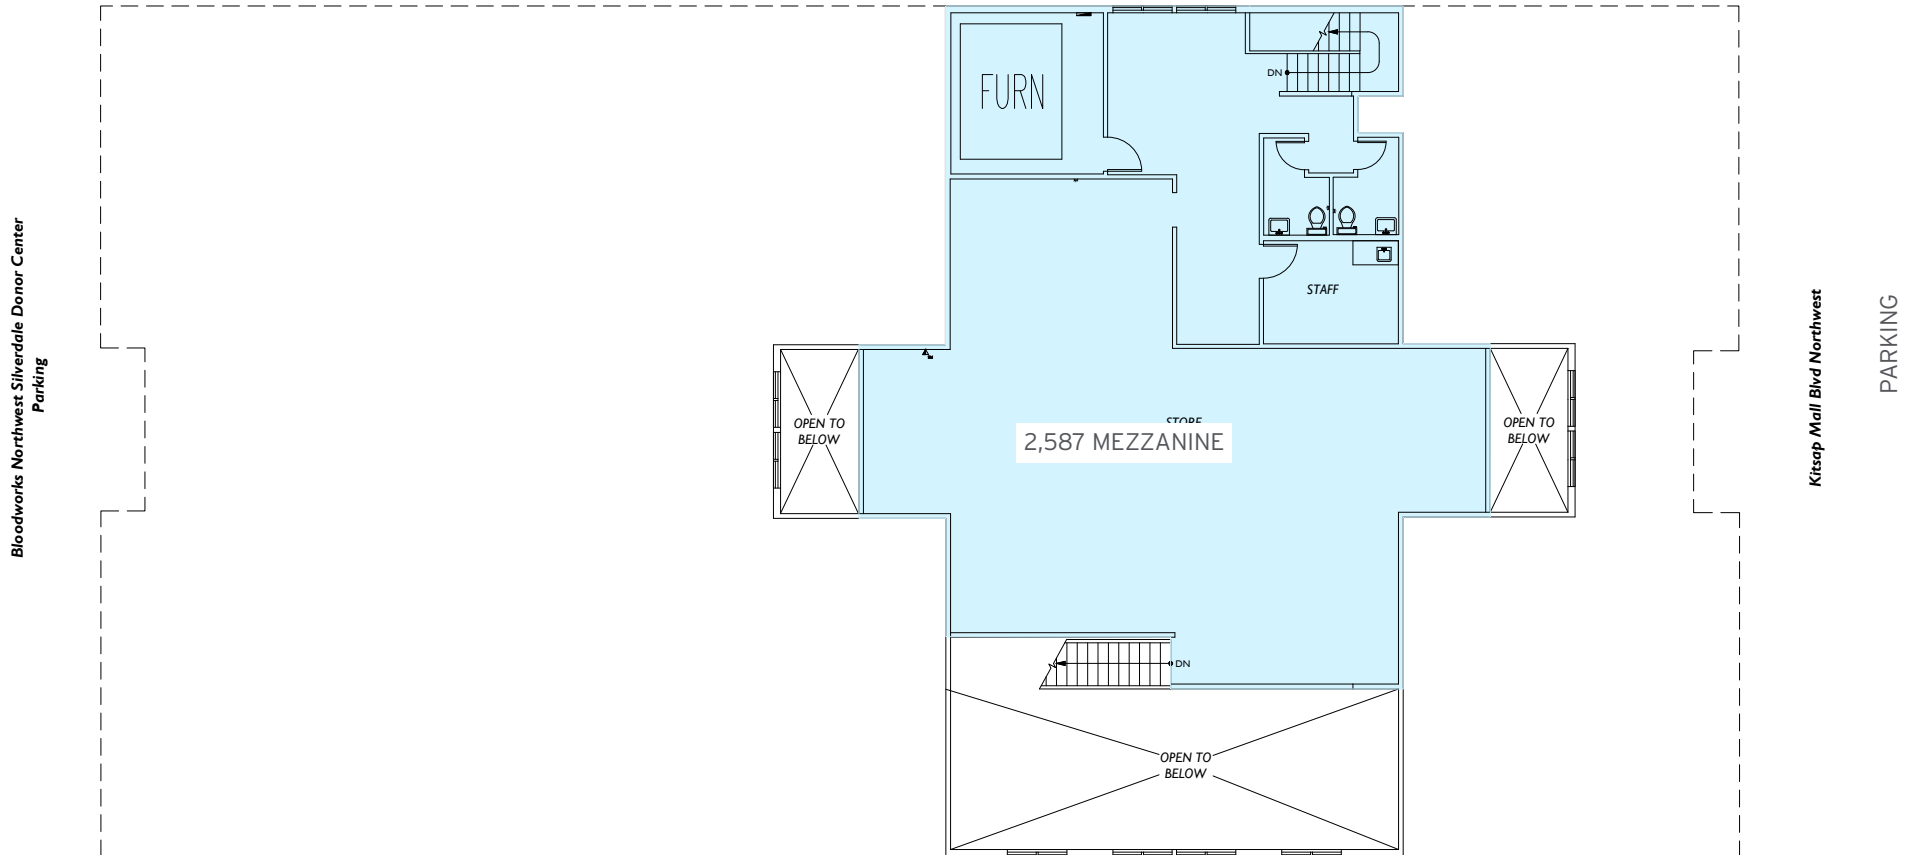 FURN
DN
STAFF
STORE
2,587 MEZZANINE
OPEN TO
BELOW
OPEN TO
BELOW
DN
OPEN TO
BELOW
Bloodworks Northwest Silverdale Donor Center
Parking
Kitsap Mall Blvd Northwest
PARKING